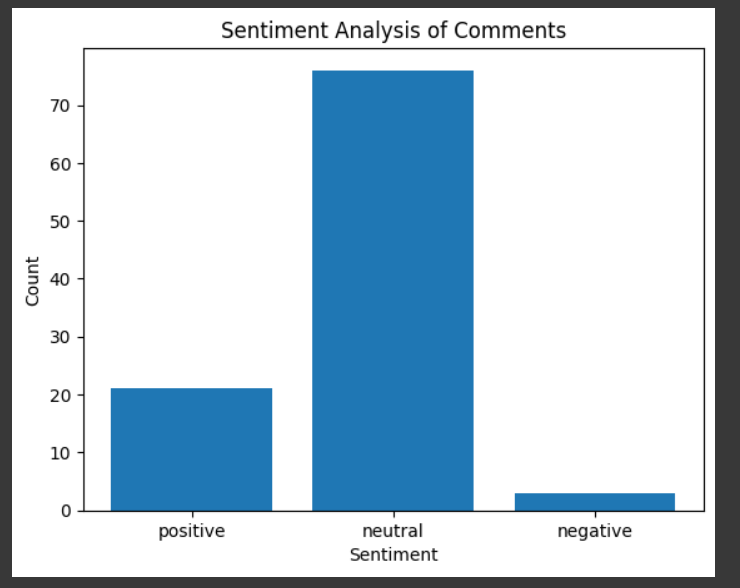 Sentiment Analysis of Comments
70
60
50
40
30
20
10
0
Count
positive neutral negative
Sentiment